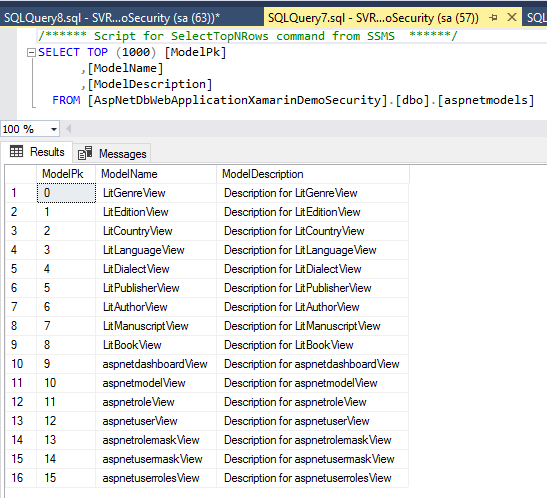 SQLQuery8.sql - SVR...oSecurity (sa (63))* SQLQuery7.sql - SVR...oSecurity (sa (57)) SQL
/****** Script for SelectTopNRows command from SSMS ******/
SELECT TOP (1000) [ModelPk]
,[ModelName]
,[ModelDescription]
FROM [AspNetDbWebApplicationXamarinDemoSecurity].[dbo].[aspnetmodels]
100 %
Results Messages
ModelPk ModelName ModelDescription
1 0 LitGenreView Description for LitGenreView
2 1 LitEditionView Description for LitEditionView
3 2 LitCountryView Description for LitCountryView
4 3 LitLanguageView Description for LitLanguageView
5 4 LitDialectView Description for LitDialectView
6 5 LitPublisherView Description for LitPublisherView
7 6 LitAuthorView Description for LitAuthorView
8 7 LitManuscriptView Description for LitManuscriptView
9 8 LitBookView Description for LitBookView
10 9 aspnetdashboardView Description for aspnetdashboardView
11 10 aspnetmodelView Description for aspnetmodelView
12 11 aspnetroleView Description for aspnetroleView
13 12 aspnetuserView Description for aspnetuserView
14 13 aspnetrolemaskView Description for aspnetrolemaskView
15 14 aspnetusermaskView Description for aspnetusermaskView
16 15 aspnetuserrolesView Description for aspnetuserrolesView